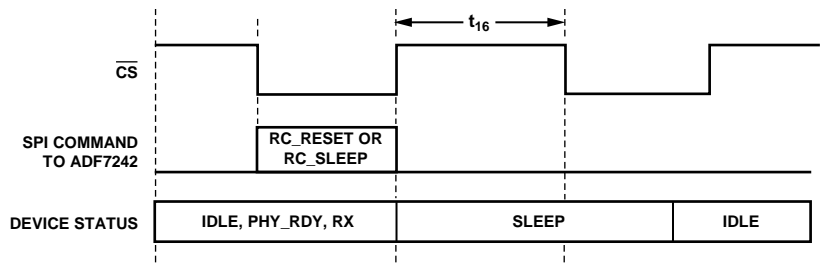 t16
CS
SPI COMMAND
TO ADF7242
RC_RESET OR
RC_SLEEP
DEVICE STATUS
IDLE, PHY_RDY, RX
SLEEP
IDLE